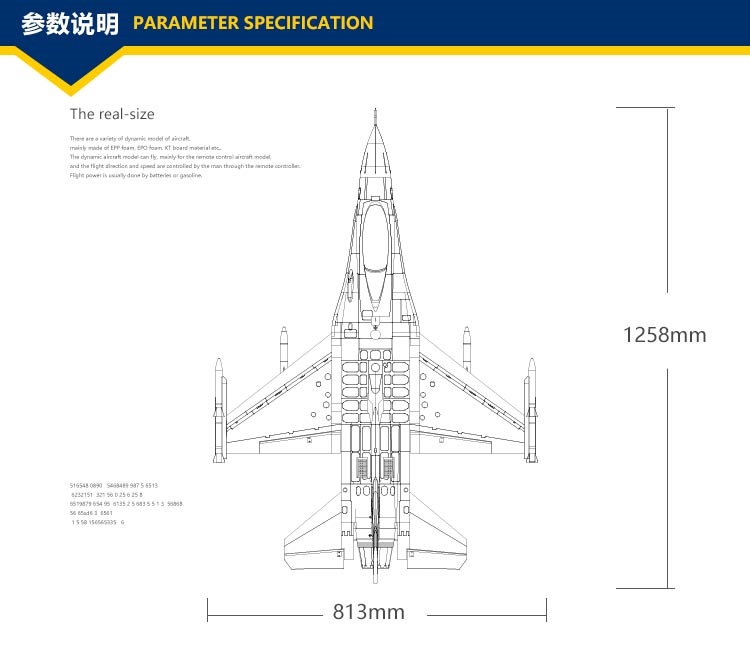 参数说明 PARAMETER SPECIFICATION
The real-size
There are a variety of dynamic model of aircraft,
mainly made of EPP foam, EPO foam, KT board material etc..
The dynamic aircraft model can fly, mainly for the remote control aircraft model,
and the flight direction and speed are controlled by the man through the remote controller.
Flight power is usually done by batteries or gasoline.
1258mm
516548 0890 5468489 987 5 6513
6232151 321 56 0 25 6 25 8
6519879 654 95 6135 2 5 683 5 5 1 3 56868
56 65sd6 3 6561
1 5 58 156565335 6
813mm